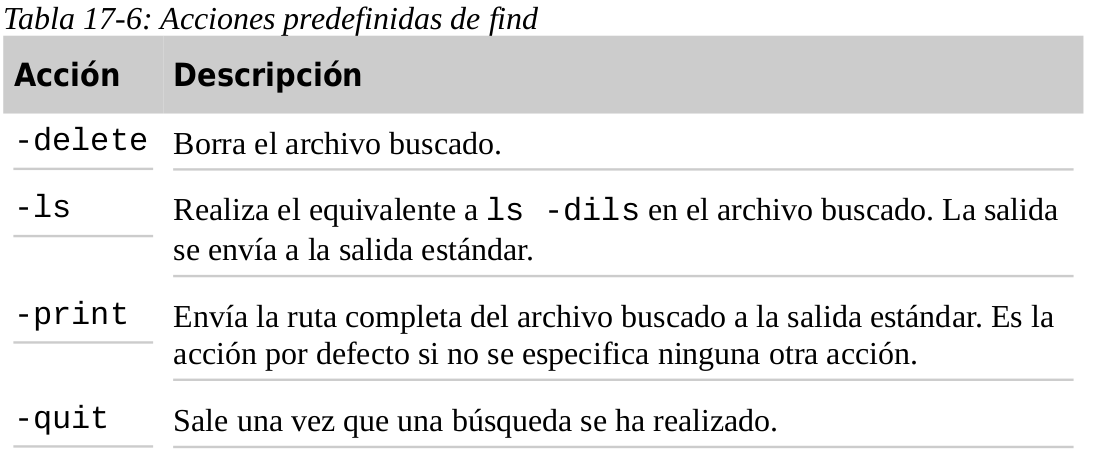 Tabla 17-6: Acciones predefinidas de find
Acción Descripción
-delete Borra el archivo buscado.
-ls Realiza el equivalente a ls -dils en el archivo buscado. La salida
se envía a la salida estándar.
-print Envía la ruta completa del archivo buscado a la salida estándar. Es la
acción por defecto si no se especifica ninguna otra acción.
-quit Sale una vez que una búsqueda se ha realizado.